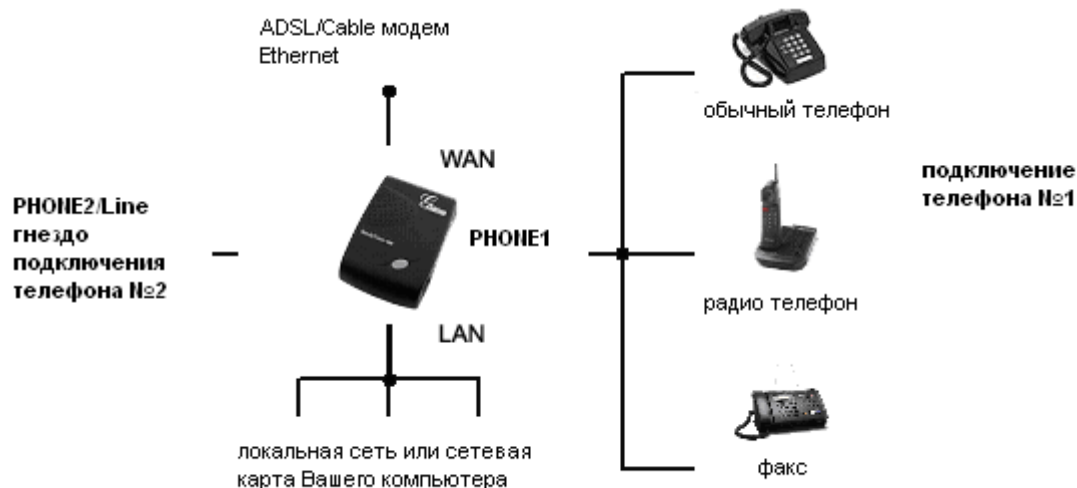 ADSL/Cable модем
Ethernet
обычный телефон
WAN
подключение
телефона №1
PHONE2/Line
гнездо
подключения
телефона №2
PHONE1
радио телефон
LAN
локальная сеть или сетевая
карта Вашего компьютера
факс